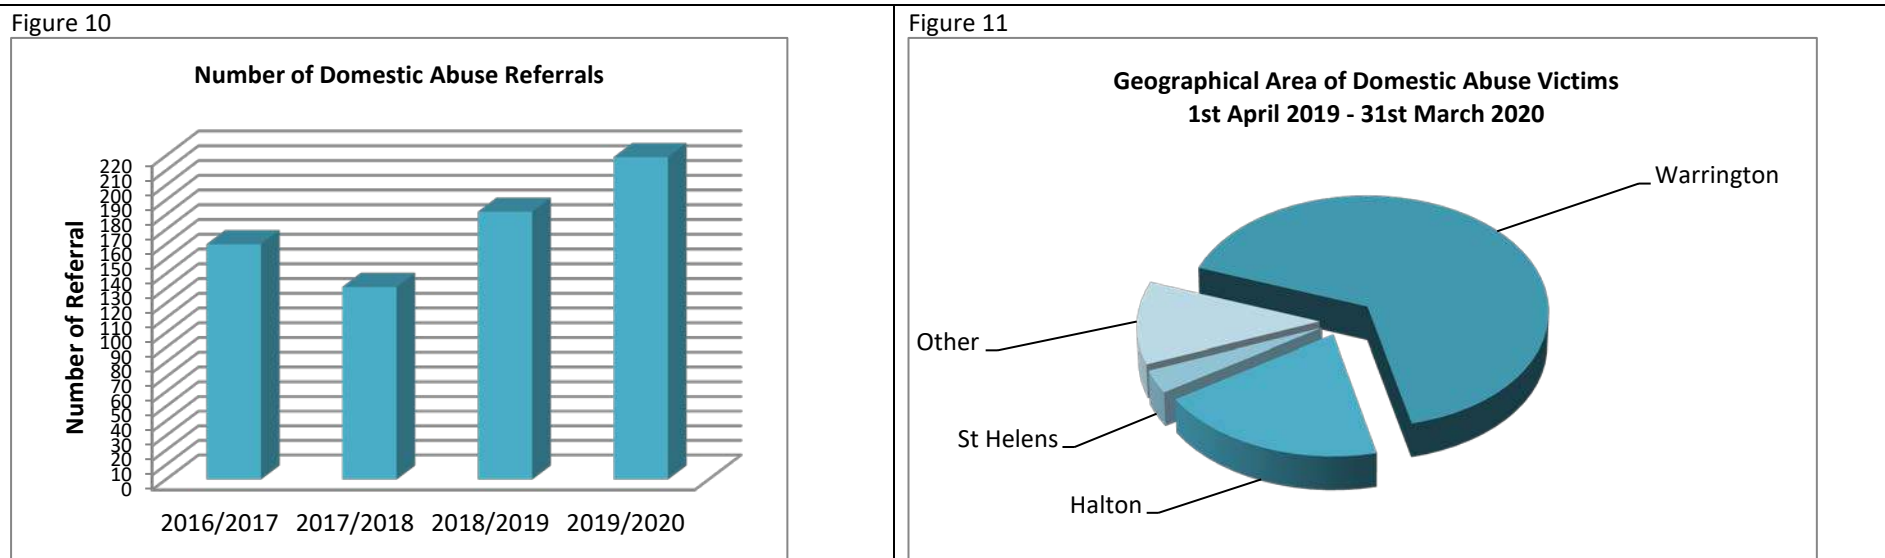 Figure 10
Number of Domestic Abuse Referrals
Number of Referral
220
210
200
190
180
170
160
150
140
130
120
110
100
90
80
70
60
50
40
30
20
10
0
2016/2017 2017/2018 2018/2019 2019/2020
Figure 11
Geographical Area of Domestic Abuse Victims
1st April 2019 - 31st March 2020
Warrington
Other
St Helens
Halton